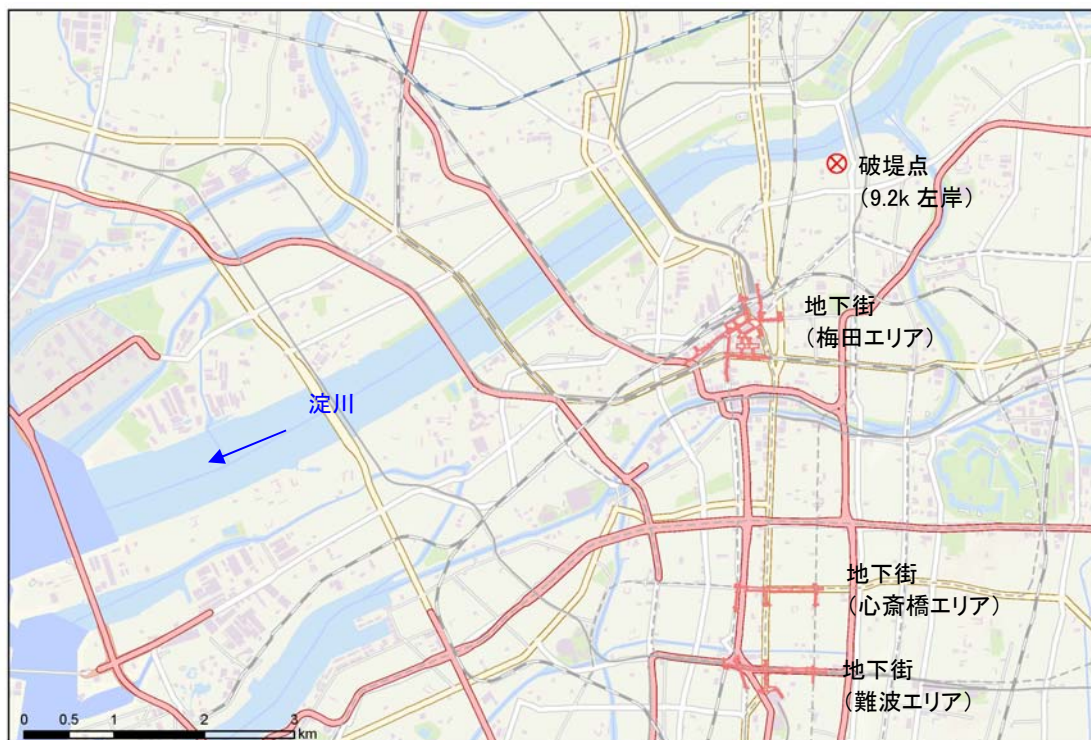 破堤点
（9.2k 左岸）
地下街
（梅田エリア）
淀川
地下街
（心斎橋エリア）
地下街
（難波エリア）
0 0.5 1 2 3
km